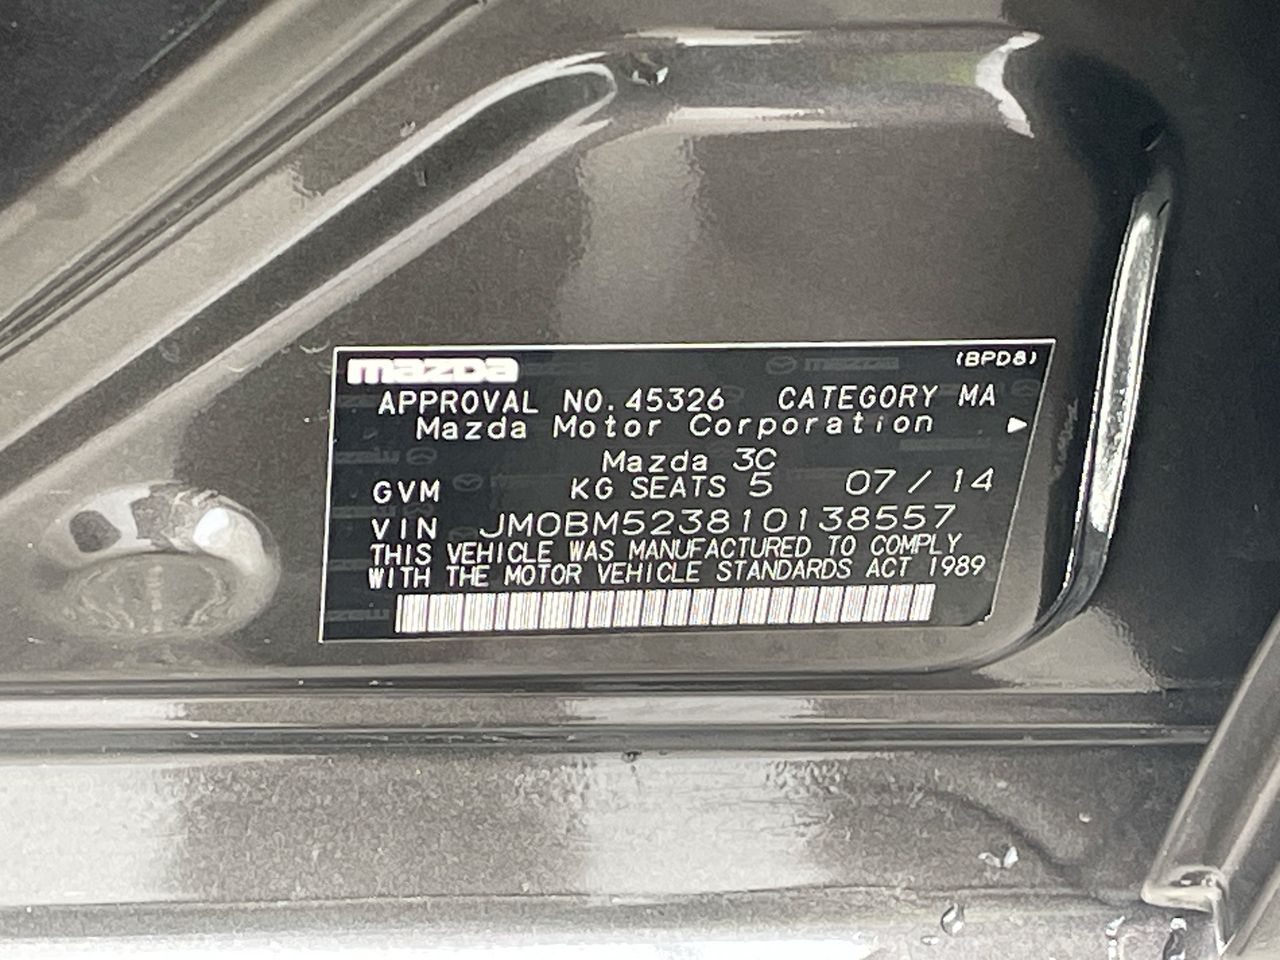 mazda (BPD8)
APPROVAL NO. 45326 CATEGORY MA
Mazda Motor Corporation ▶
Mazda 3C
GVM KG SEATS 5 07/14
VIN JM0BM523810138557
THIS VEHICLE WAS MANUFACTURED TO COMPLY
WITH THE MOTOR VEHICLE STANDARDS ACT 1989